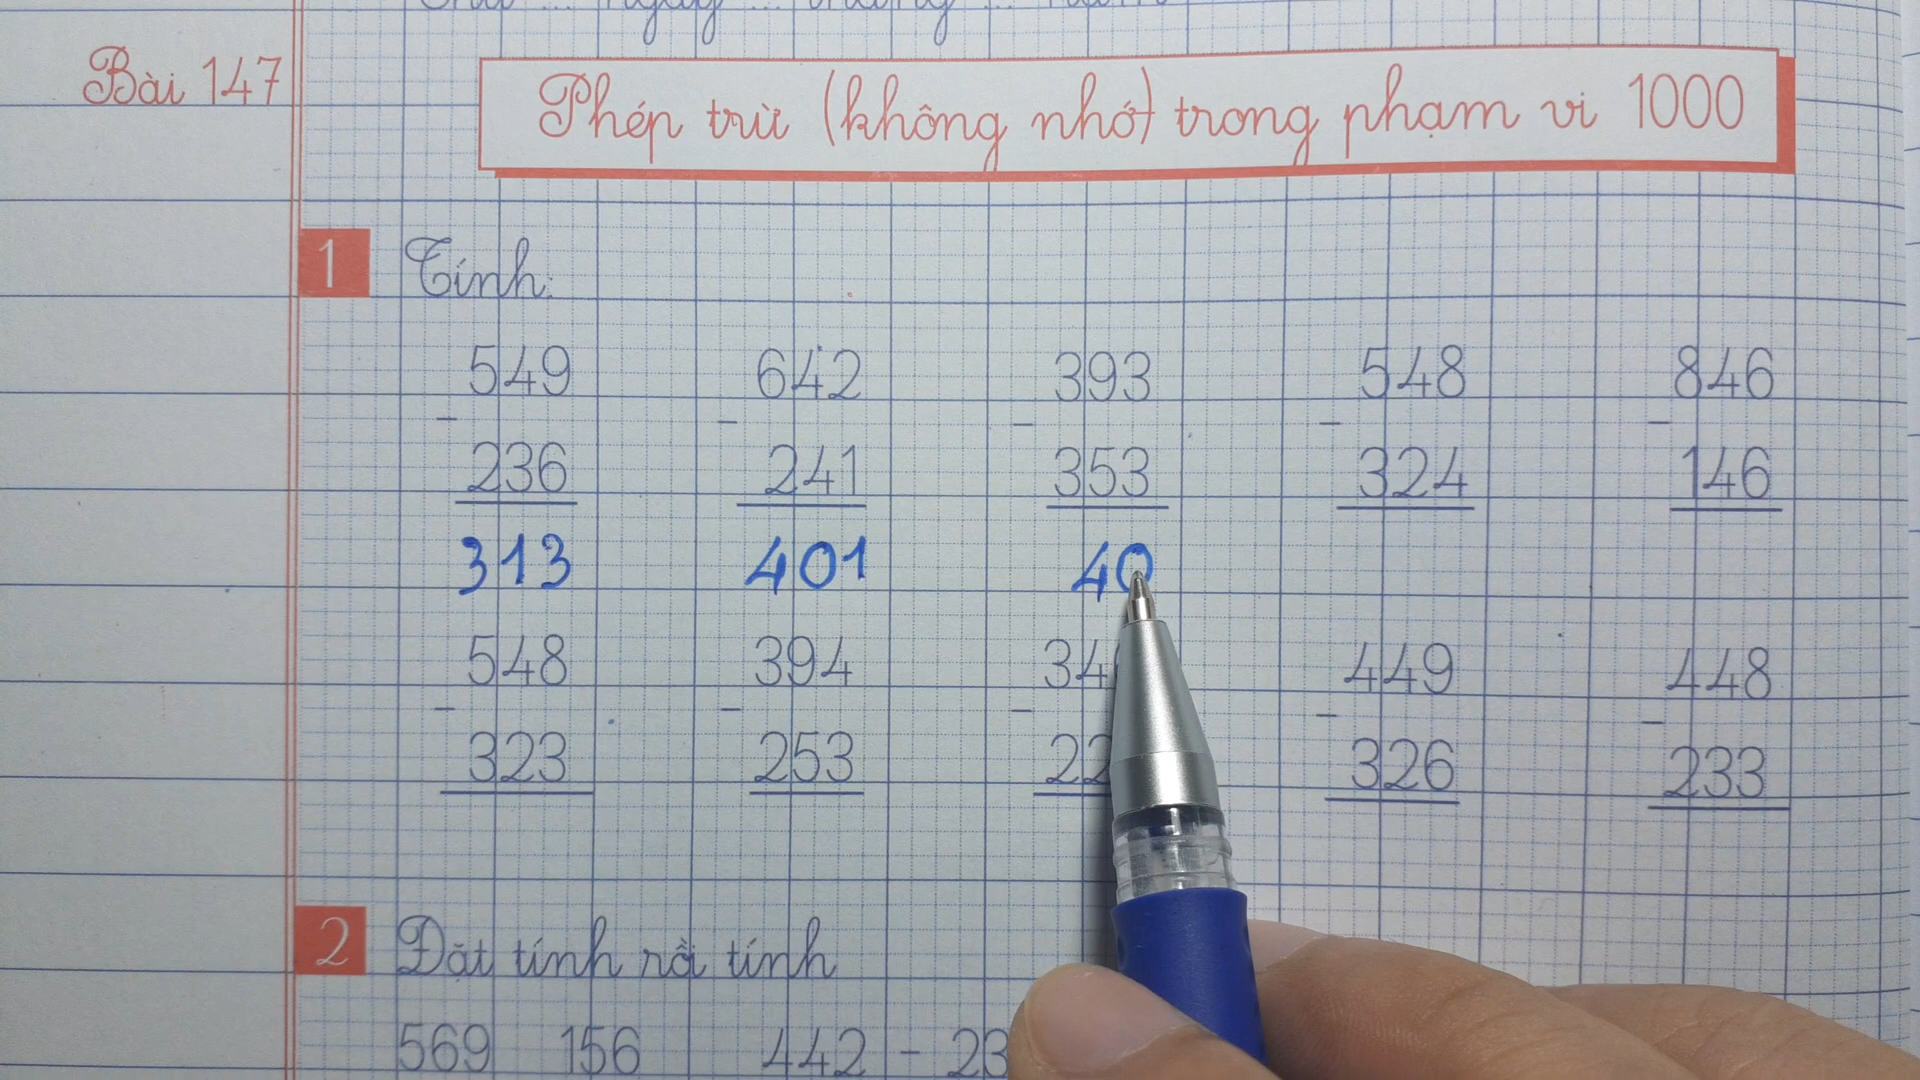 Bài 147
Phép trừ (không nhớ) trong phạm vi 1000
1 Tính:
549 642 393 548 846
- - - - -
236 241 353 324 146
313 401 40
548 394 449 448
- - - - -
323 253 326 233
2 Đặt tính rồi tính
569 156 442 - 23